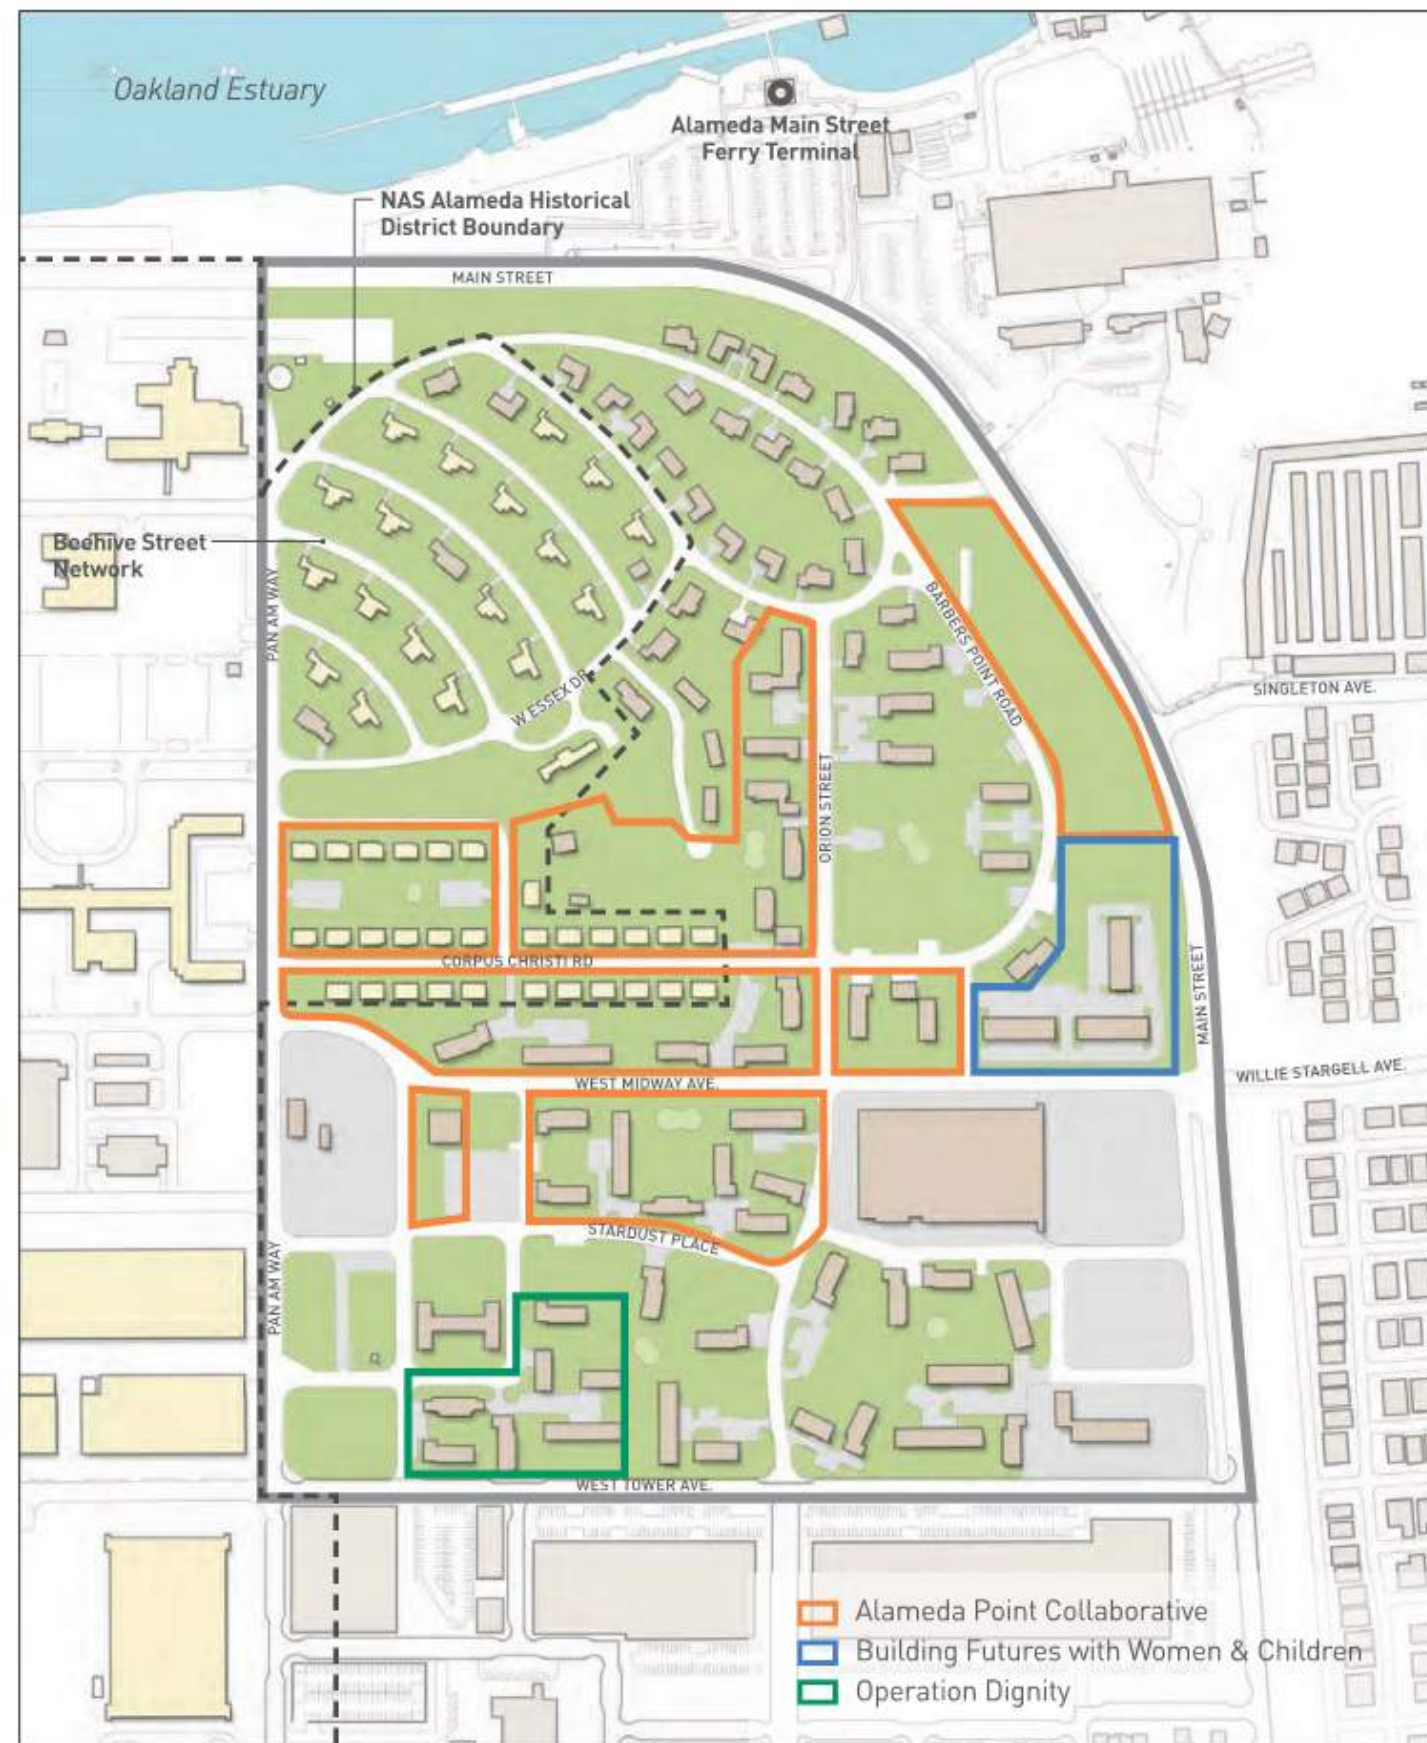 Oakland Estuary
Alameda Main Street
Ferry Terminal
NAS Alameda Historical
District Boundary
MAIN STREET
Beehive Street
Network
PAN AM WAY
BARBERS POINT ROAD
W ESSEX DR
SINGLETON AVE.
ORION STREET
CORPUS CHRISTI RD
MAIN STREET
WILLIE STARGELL AVE.
WEST MIDWAY AVE.
STARDUST PLACE
PAN AM WAY
WEST TOWER AVE.
Alameda Point Collaborative
Building Futures with Women & Children
Operation Dignity